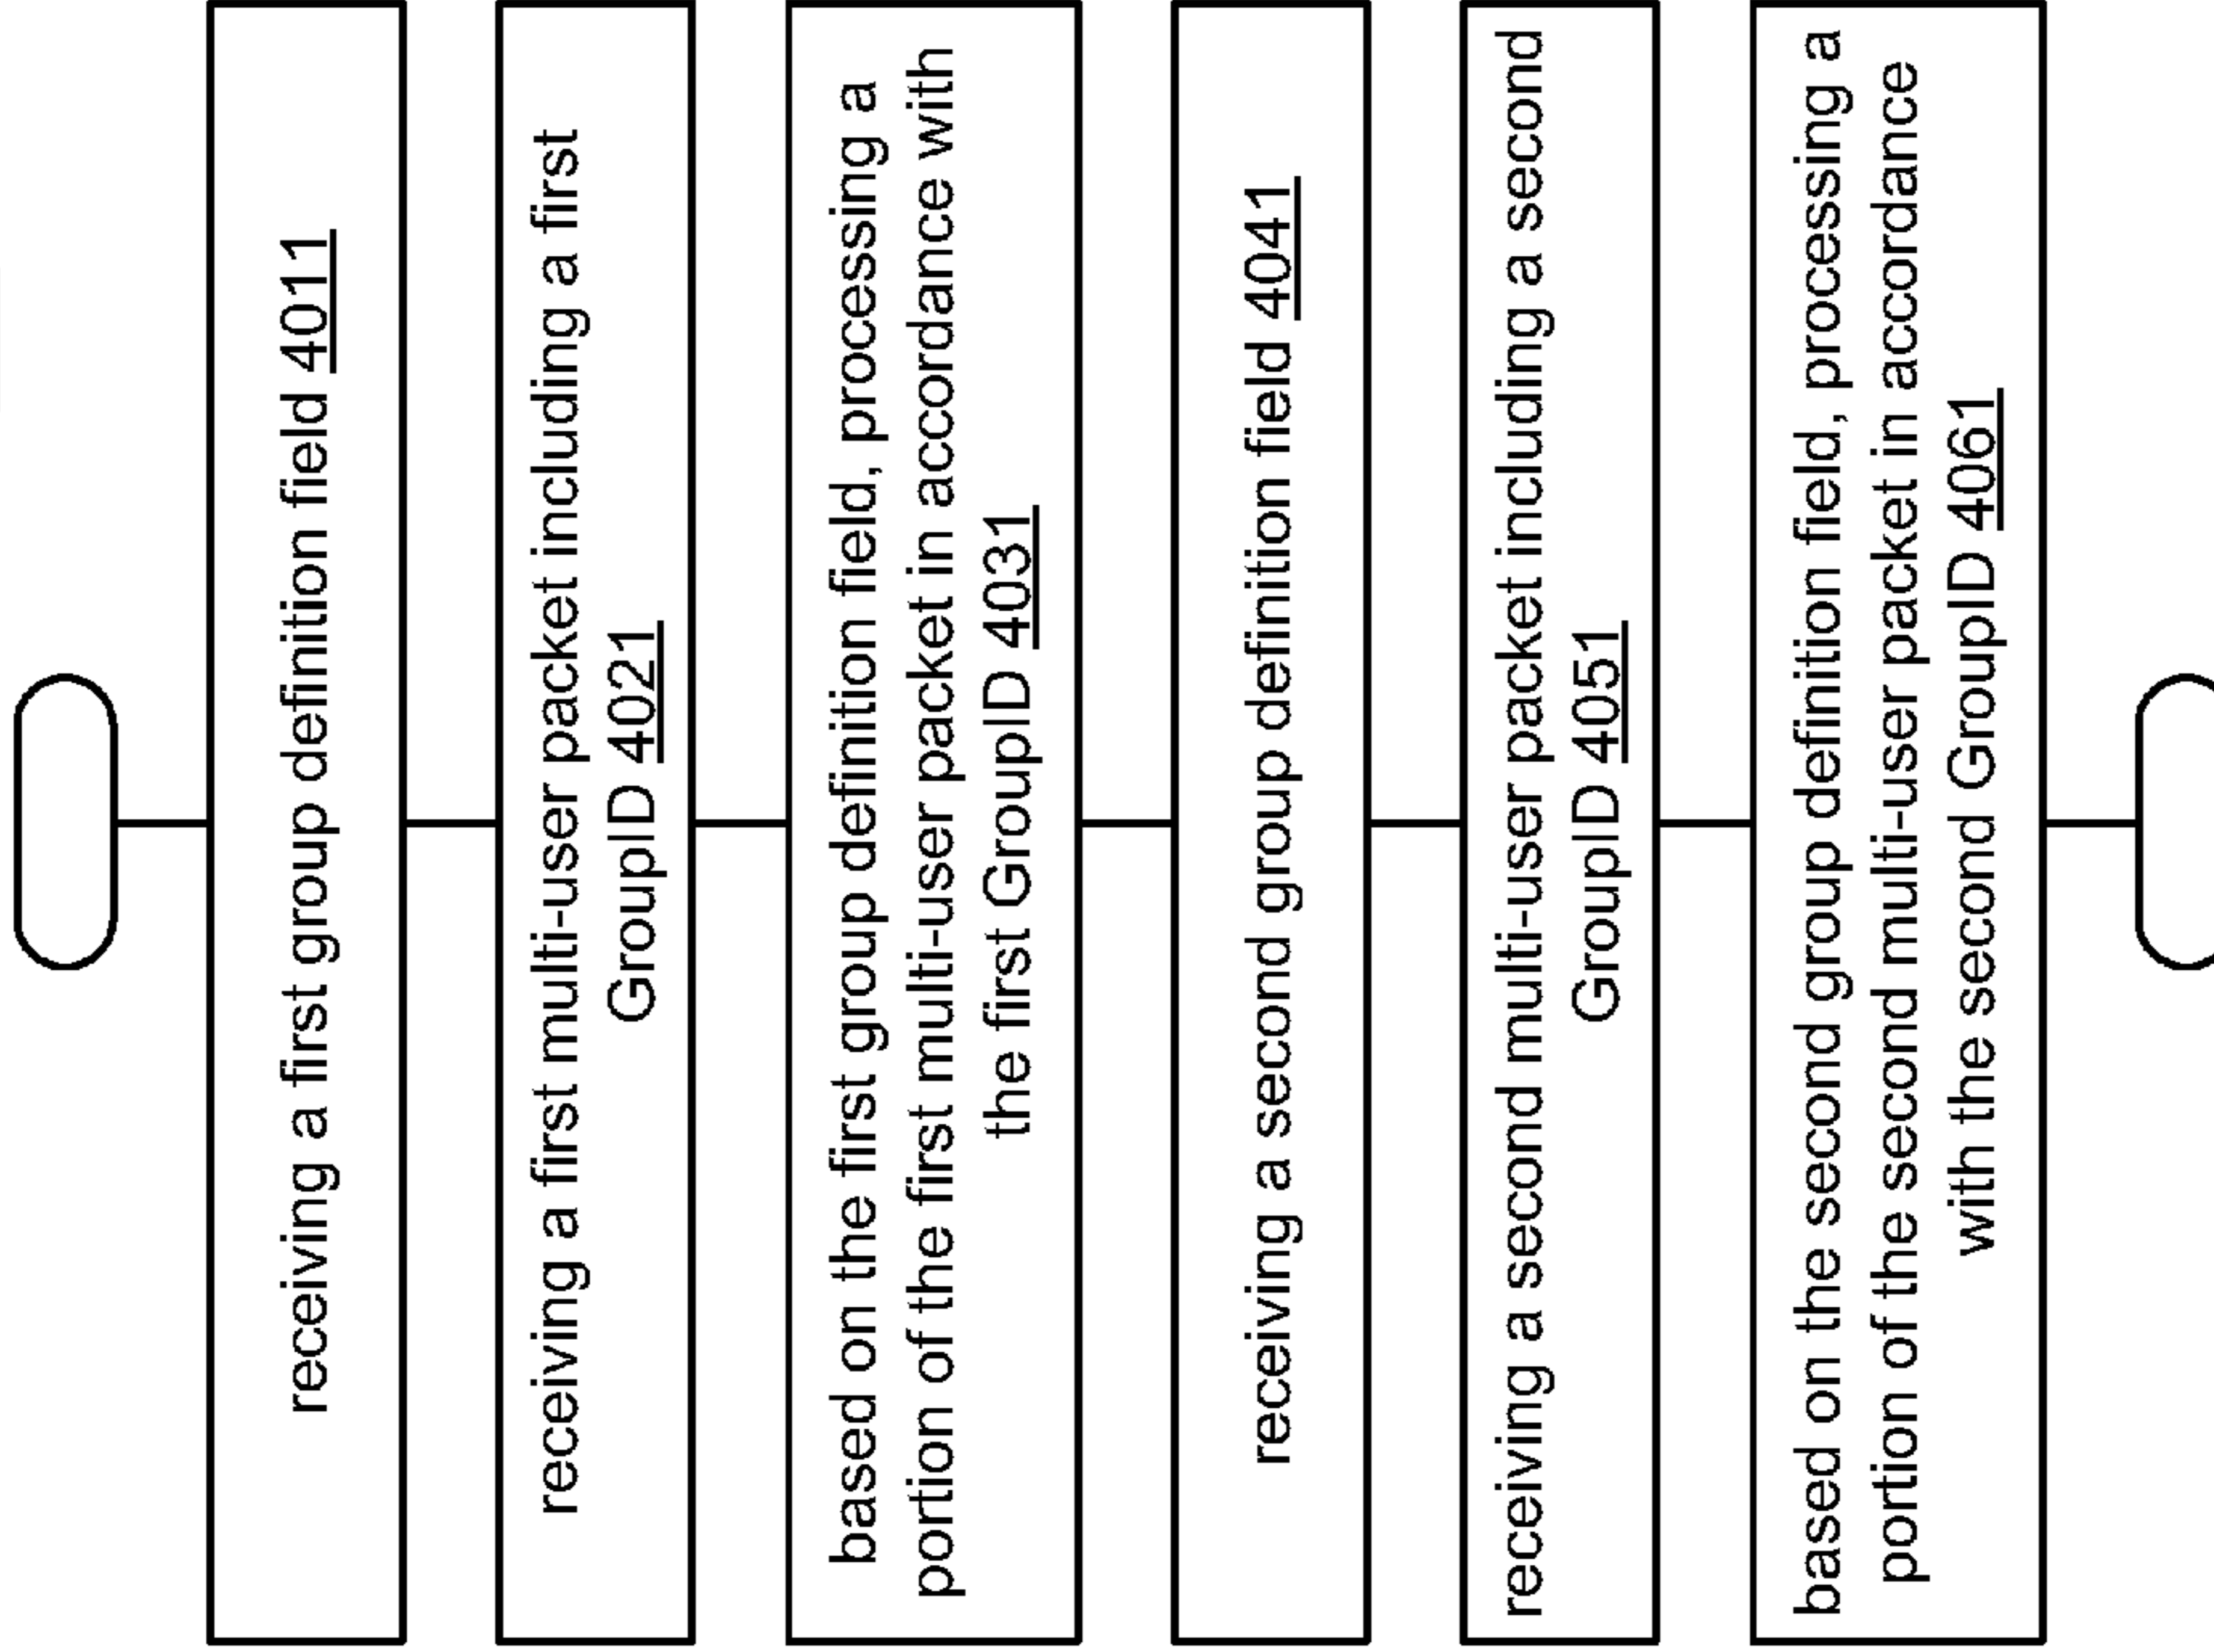 receiving a first group definition field 4011
receiving a first multi-user packet including a first
GroupID 4021
based on the first group definition field, processing a
portion of the first multi-user packet in accordance with
the first GroupID 4031
receiving a second group definition field 4041
receiving a second multi-user packet including a second
GroupID 4051
based on the second group definition field, processing a
portion of the second multi-user packet in accordance
with the second GroupID 4061